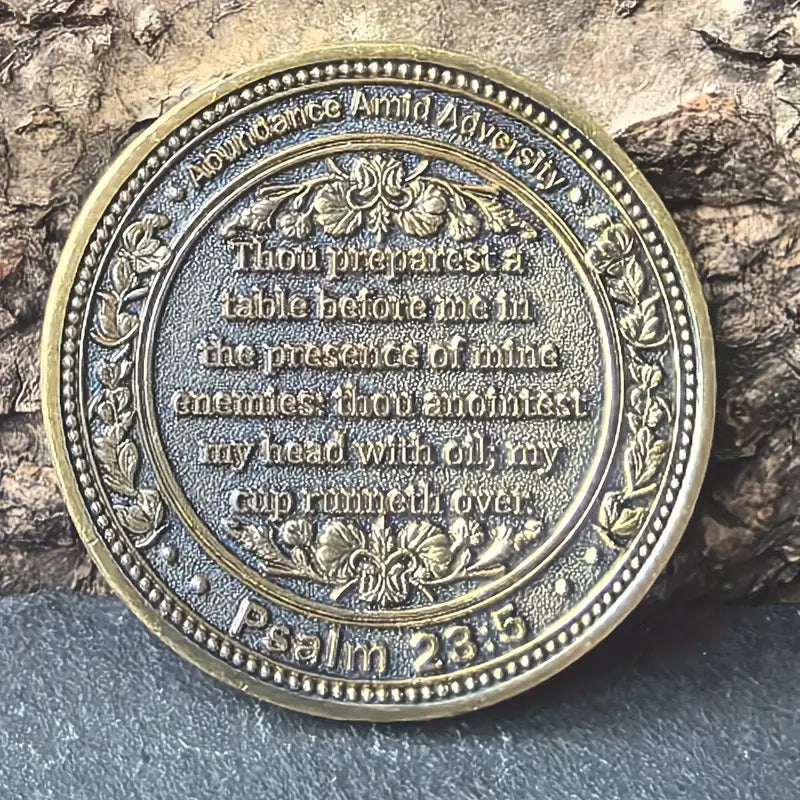 Abundance Amid Adversity
Thou preparest a
table before me in
the presence of mine
enemies: thou anointest
my head with oil; my
cup runneth over.
Psalm 23:5